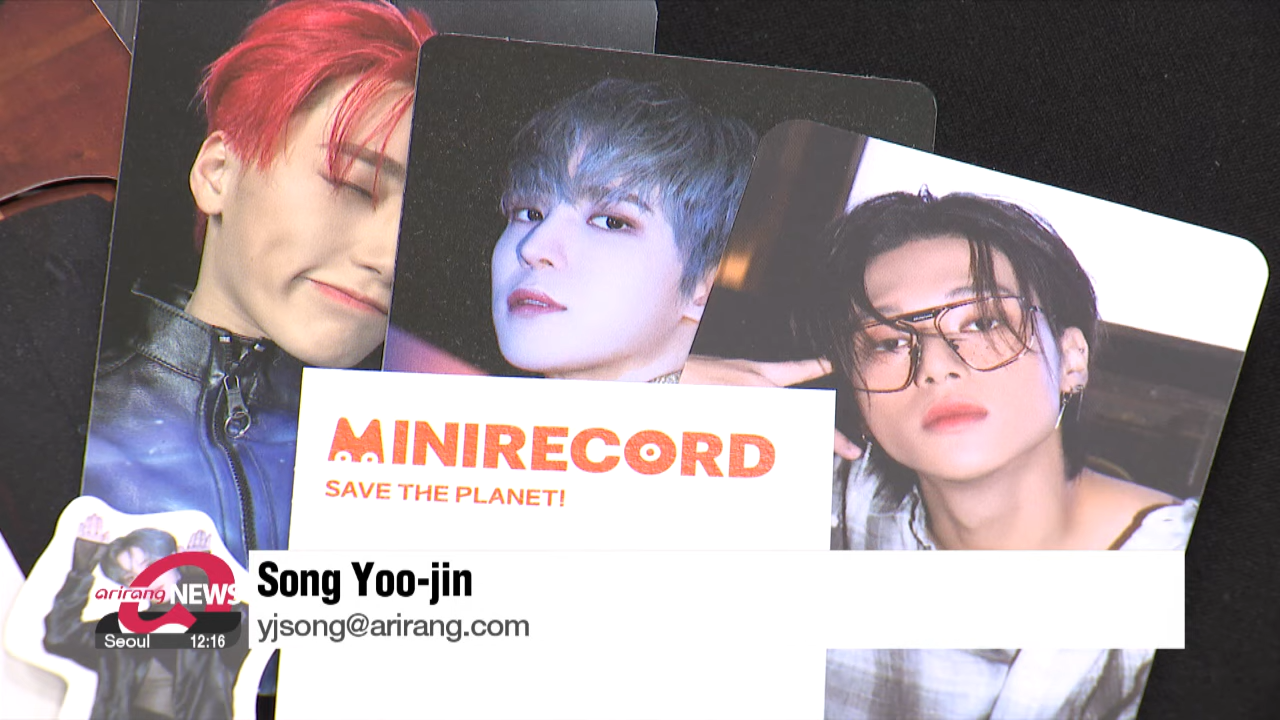 MINIRECORD
SAVE THE PLANET!
Song Yoo-jin
yjsong@arirang.com
arirang NEWS
Seoul 12:16